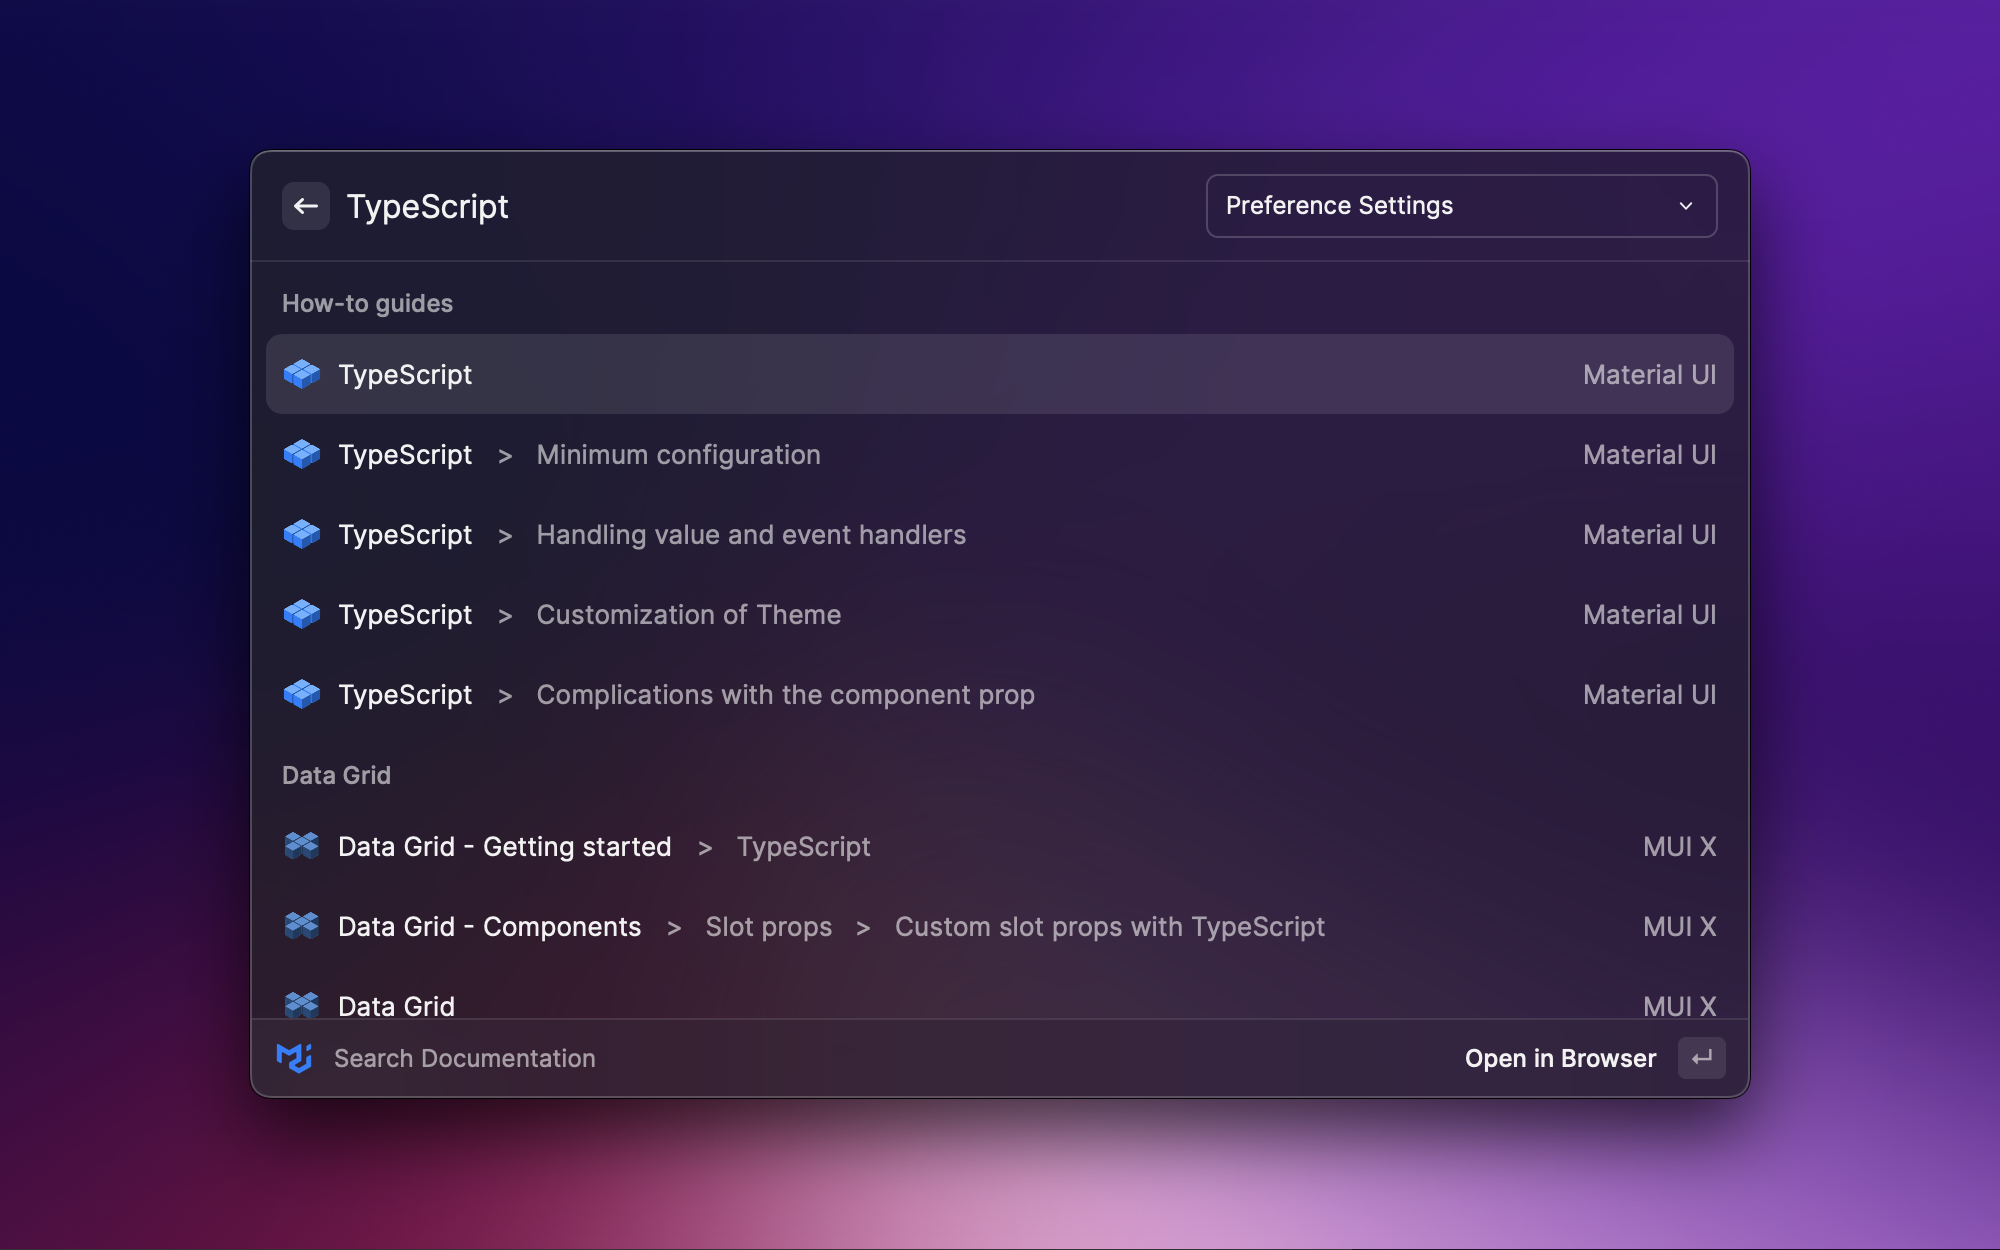 TypeScript Preference Settings
How-to guides
TypeScript Material UI
TypeScript > Minimum configuration Material UI
TypeScript > Handling value and event handlers Material UI
TypeScript > Customization of Theme Material UI
TypeScript > Complications with the component prop Material UI
Data Grid
Data Grid - Getting started > TypeScript MUI X
Data Grid - Components > Slot props > Custom slot props with TypeScript MUI X
Data Grid MUI X
Search Documentation Open in Browser